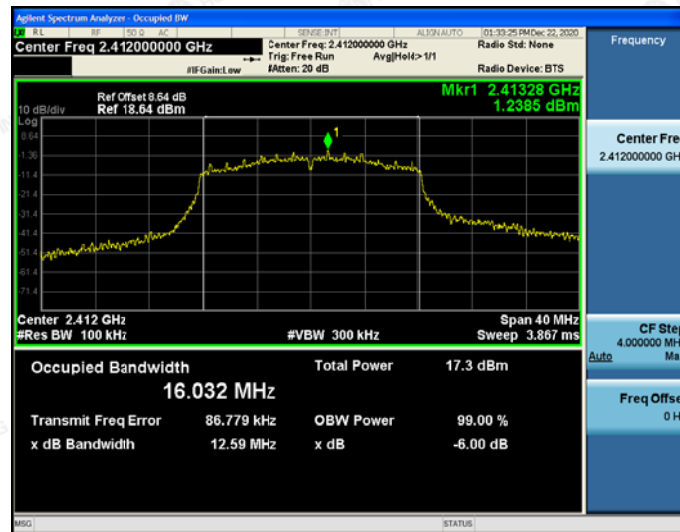 Agilent Spectrum Analyzer - Occupied BW
RL RF 50 Ω AC SENSE:INT ALIGN AUTO 01:33:25 PM Dec 22, 2020
Center Freq 2.412000000 GHz
Center Freq: 2.412000000 GHz
Radio Std: None
Trig: Free Run Avg|Hold:>1/1
#IFGain:Low #Atten: 20 dB Radio Device: BTS
Mkr1 2.41328 GHz
1.2385 dBm
Ref Offset 8.64 dB
10 dB/div Ref 18.64 dBm
Log
1
8.64
-1.36
-11.4
-21.4
-31.4
-41.4
-51.4
-61.4
-71.4
Center 2.412 GHz Span 40 MHz
#Res BW 100 kHz #VBW 300 kHz Sweep 3.867 ms
Occupied Bandwidth Total Power 17.3 dBm
16.032 MHz
Transmit Freq Error 86.779 kHz OBW Power 99.00 %
x dB Bandwidth 12.59 MHz x dB -6.00 dB
MSG STATUS
Frequency
Center Fre
2.412000000 GH
CF Step
4.000000 MH
Auto Ma
Freq Offse
0 H